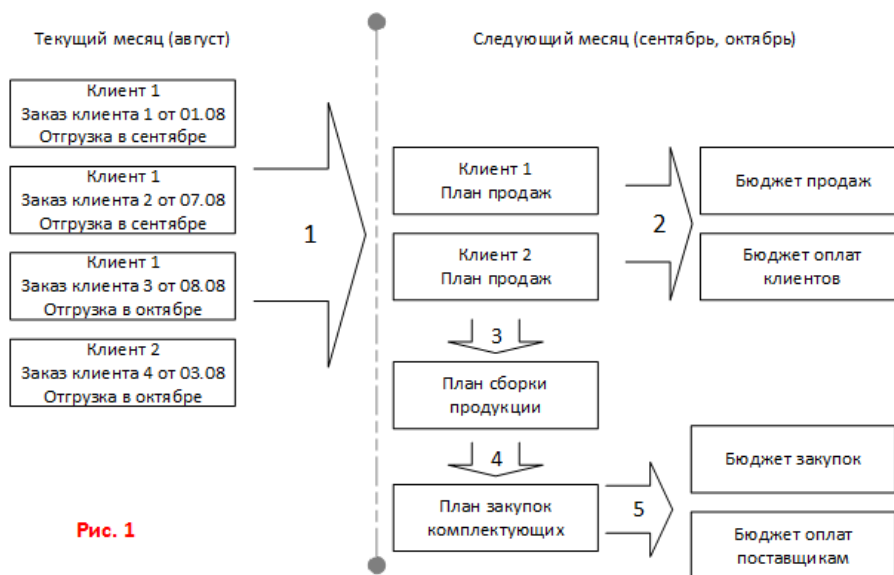 Текущий месяц (август)
Следующий месяц (сентябрь, октябрь)
Клиент 1
Заказ клиента 1 от 01.08
Отгрузка в сентябре
Клиент 1
Заказ клиента 2 от 07.08
Отгрузка в сентябре
Клиент 1
Заказ клиента 3 от 08.08
Отгрузка в октябре
Клиент 2
Заказ клиента 4 от 03.08
Отгрузка в октябре
1
Клиент 1
План продаж
Клиент 2
План продаж
2
Бюджет продаж
Бюджет оплат
клиентов
3
План сборки
продукции
4
План закупок
комплектующих
5
Бюджет закупок
Бюджет оплат
поставщикам
Рис. 1